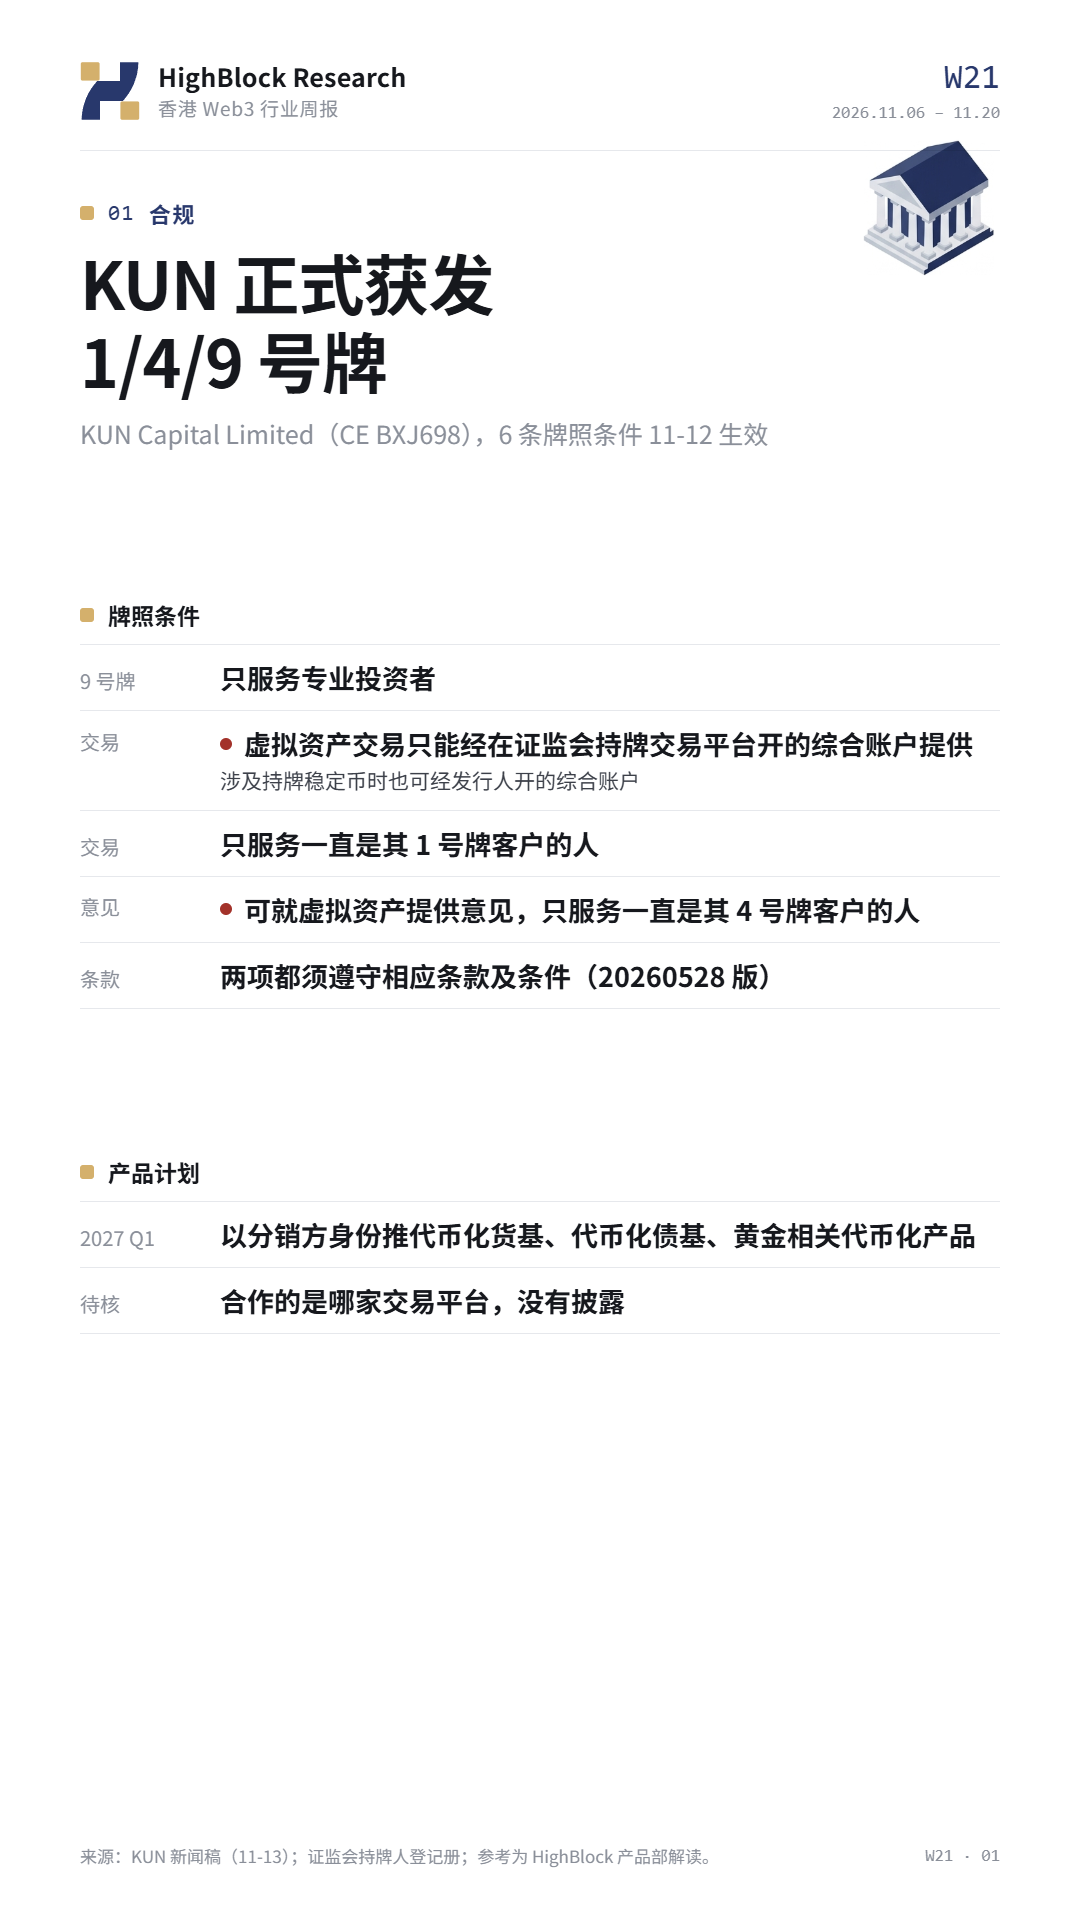 HighBlock Research
香港 Web3 行业周报
W21
2026.11.06 – 11.20
01 合规
KUN 正式获发
1/4/9 号牌
KUN Capital Limited（CE BXJ698），6 条牌照条件 11-12 生效
牌照条件
9 号牌 只服务专业投资者
交易 虚拟资产交易只能经在证监会持牌交易平台开的综合账户提供
涉及持牌稳定币时也可经发行人开的综合账户
交易 只服务一直是其 1 号牌客户的人
意见 可就虚拟资产提供意见，只服务一直是其 4 号牌客户的人
条款 两项都须遵守相应条款及条件（20260528 版）
产品计划
2027 Q1 以分销方身份推代币化货基、代币化债基、黄金相关代币化产品
待核 合作的是哪家交易平台，没有披露
来源：KUN 新闻稿（11-13）；证监会持牌人登记册；参考为 HighBlock 产品部解读。
W21 · 01